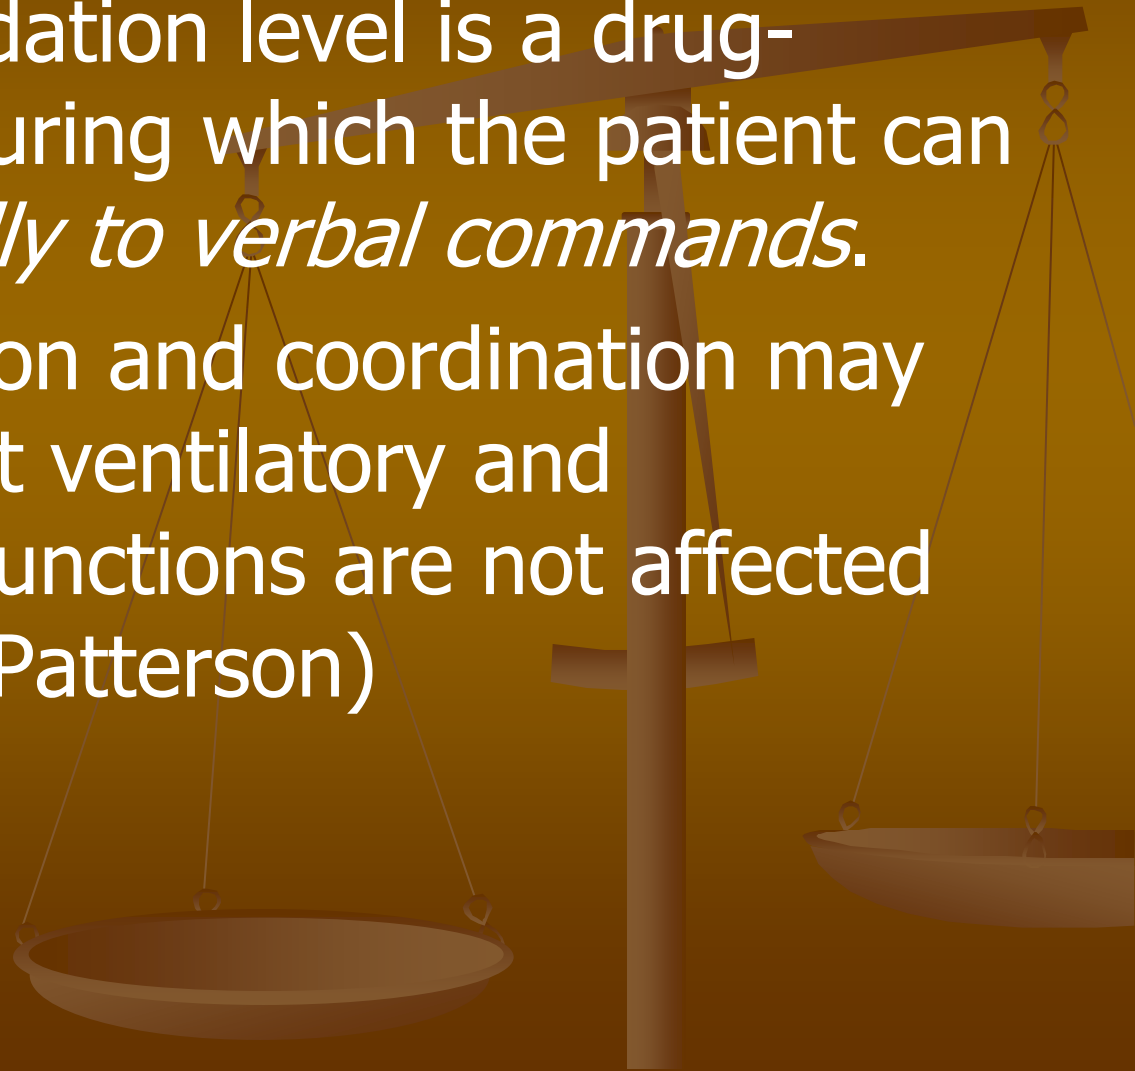 dation level is a drug-
uring which the patient can
lly to verbal commands.
on and coordination may
t ventilatory and
unctions are not affected
Patterson)